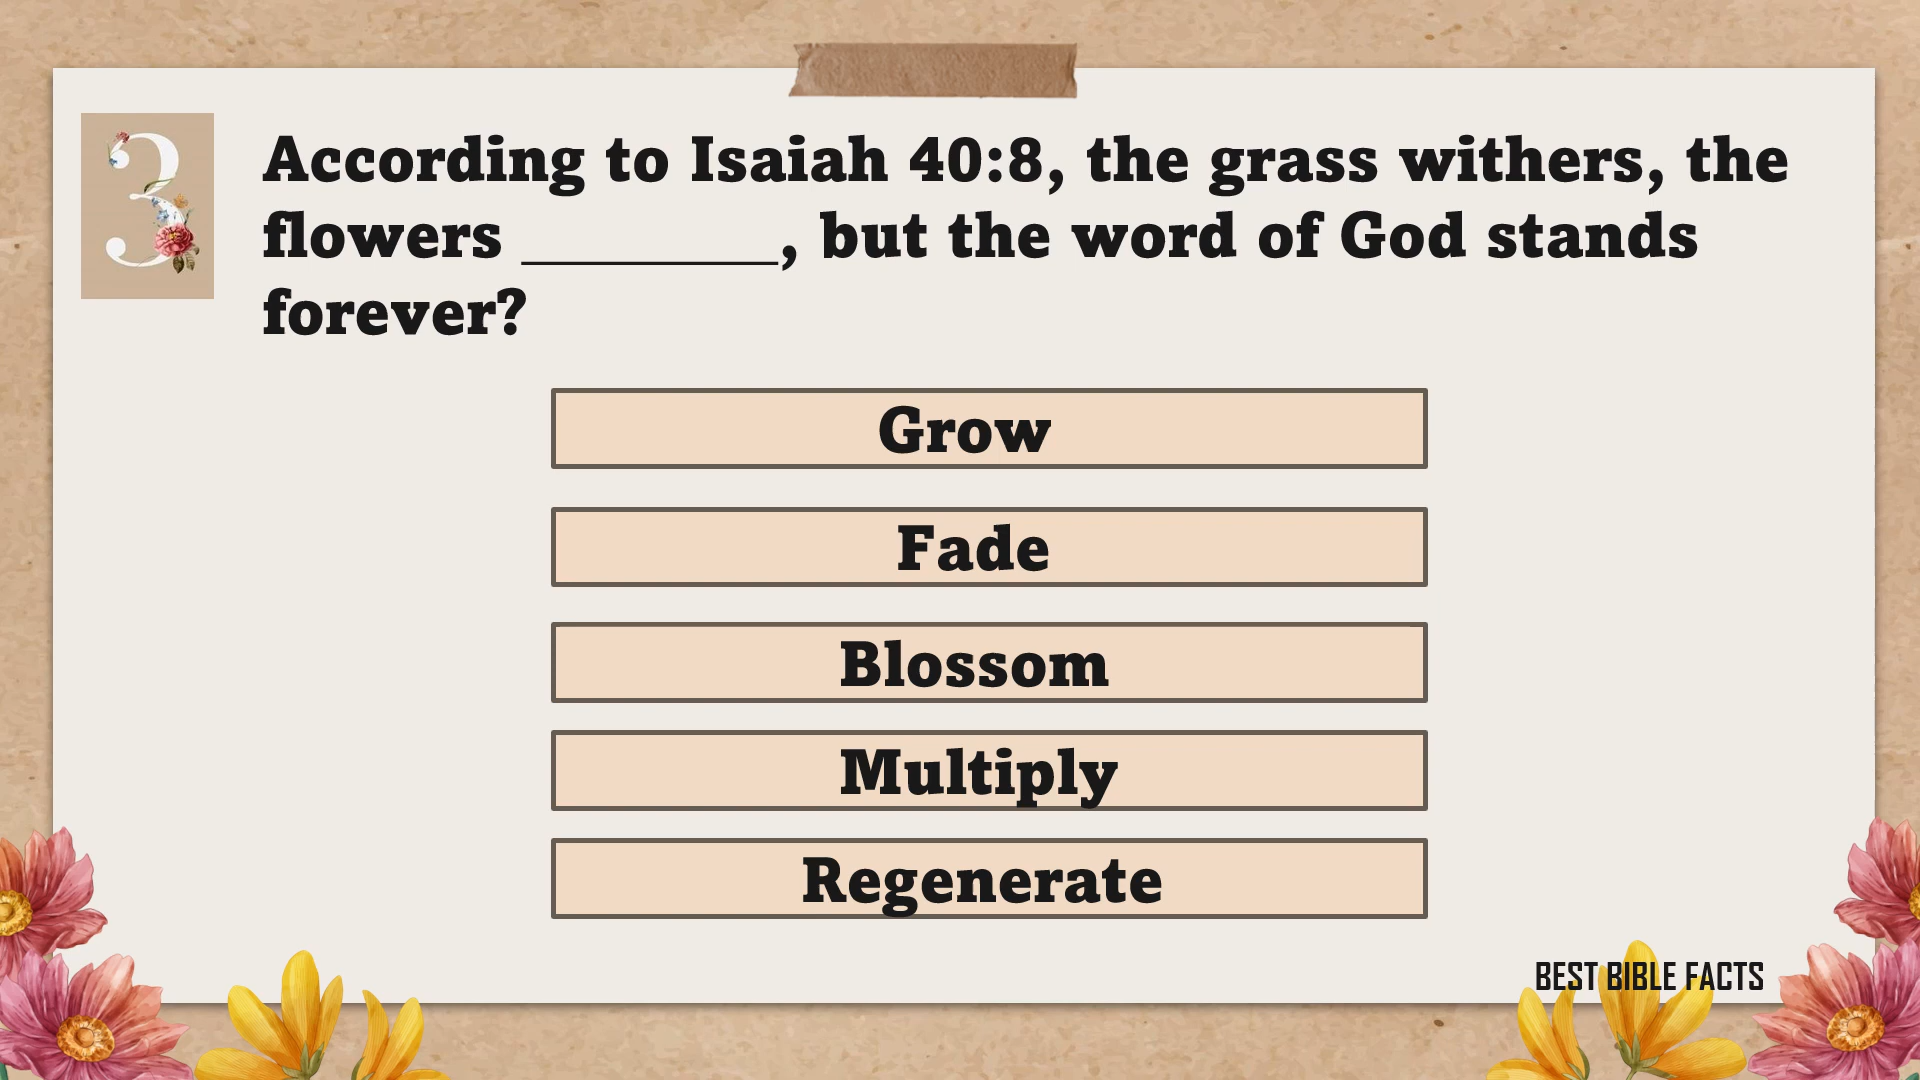 3
According to Isaiah 40:8, the grass withers, the
flowers ________, but the word of God stands
forever?
Grow
Fade
Blossom
Multiply
Regenerate
BEST BIBLE FACTS